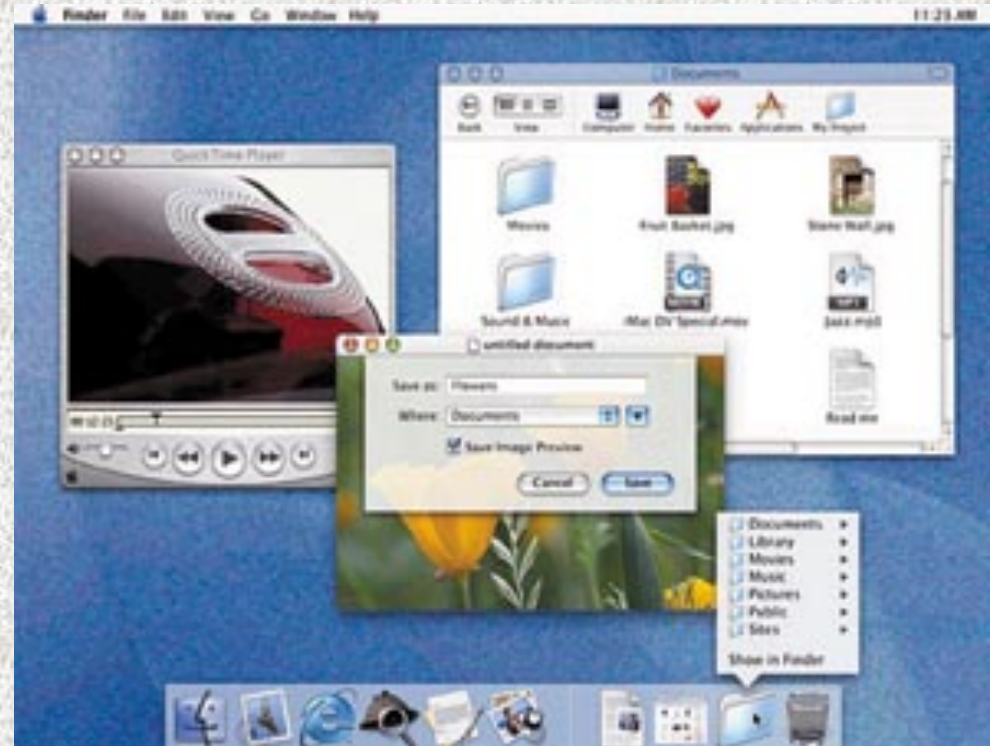 Finder File Edit View Go Window Help 11:25 AM
Documents
Back View Computer Home Favorites Applications My Project
QuickTime Player
Movies Fruit Basket.jpg Stone Wall.jpg
Sound & Music iMac DV Special.mov Jazz.mp3
MP3
Read me
untitled document
Save as: Flowers
Where: Documents
Save Image Preview
Cancel Save
Documents
Library
Movies
Music
Pictures
Public
Sites
Show in Finder